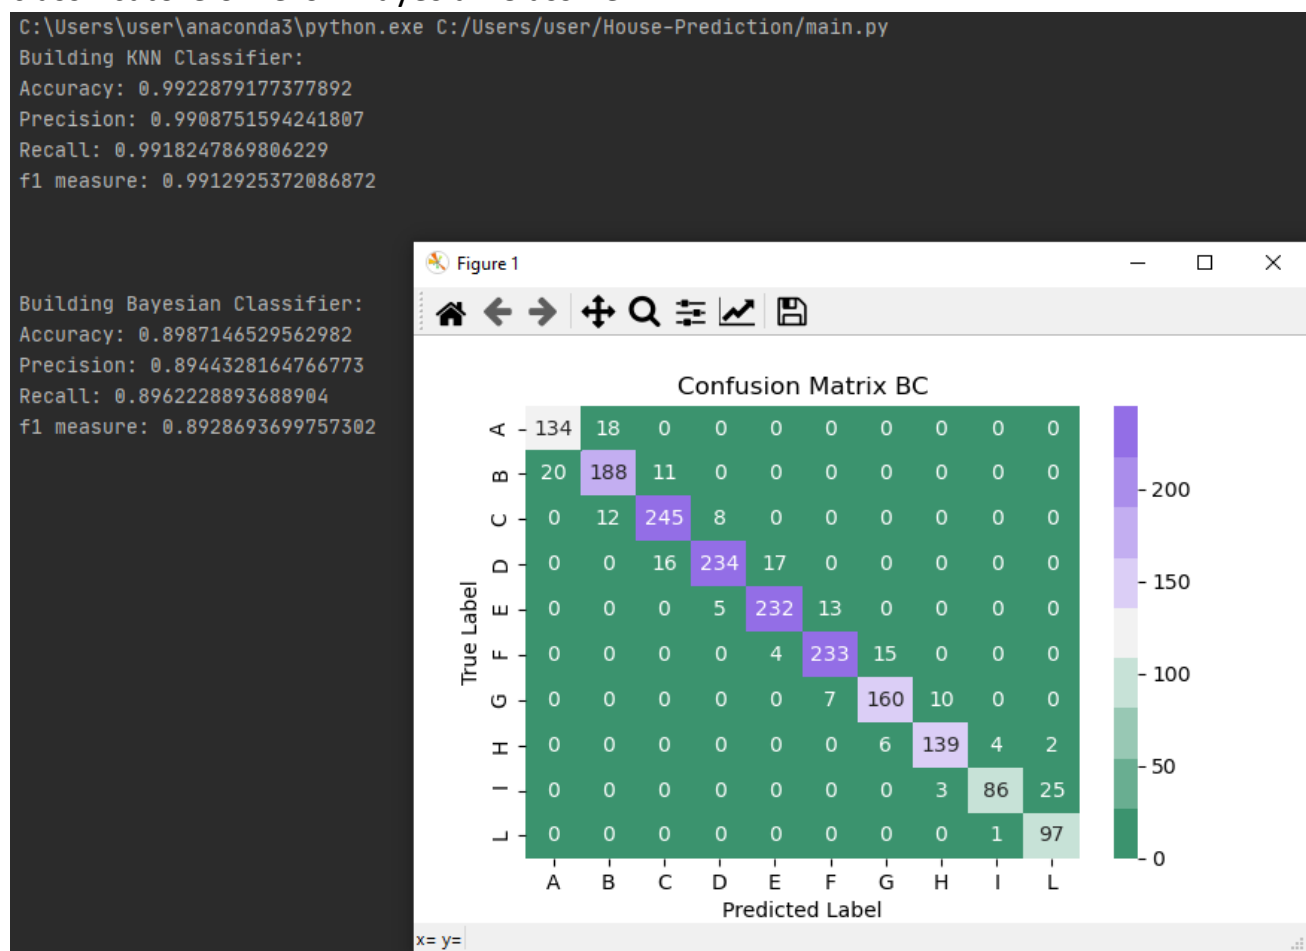 C:\Users\user\anaconda3\python.exe C:/Users/user/House-Prediction/main.py
Building KNN Classifier:
Accuracy: 0.9922879177377892
Precision: 0.9908751594241807
Recall: 0.9918247869806229
f1 measure: 0.9912925372086872
Building Bayesian Classifier:
Accuracy: 0.8987146529562982
Precision: 0.8944328164766773
Recall: 0.89622288893688904
f1 measure: 0.8928693699757302
Figure 1
Confusion Matrix BC
True Label
A 134 18 0 0 0 0 0 0 0 0
B 20 188 11 0 0 0 0 0 0 0
C 0 12 245 8 0 0 0 0 0 0
D 0 0 16 234 17 0 0 0 0 0
E 0 0 0 5 232 13 0 0 0 0
F 0 0 0 0 4 233 15 0 0 0
G 0 0 0 0 0 7 160 10 0 0
H 0 0 0 0 0 0 6 139 4 2
I 0 0 0 0 0 0 0 3 86 25
L 0 0 0 0 0 0 0 0 1 97
A B C D E F G H I L
Predicted Label
200
150
100
50
0
x= y=